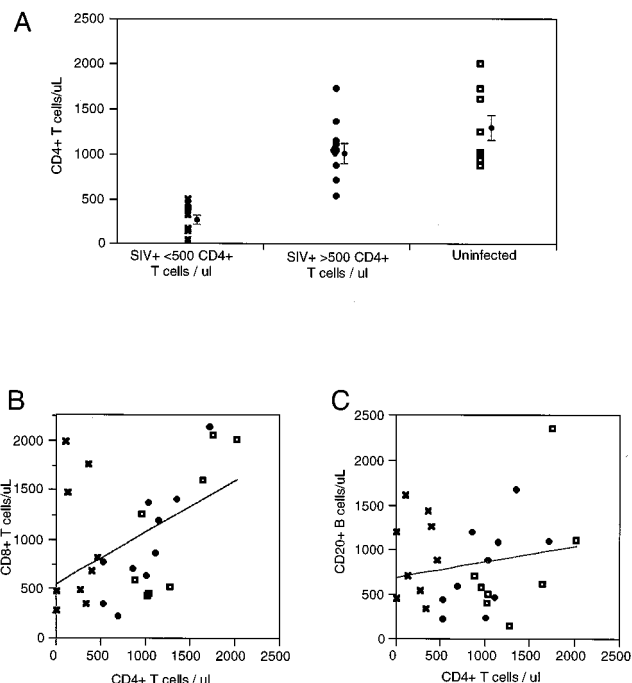 A
2500
2000
1500
1000
500
0
CD4+ T cells/uL
SIV+ <500 CD4+
T cells / ul
SIV+ >500 CD4+
T cells / ul
Uninfected
B
2000
1500
1000
500
0
CD8+ T cells/uL
0 500 1000 1500 2000 2500
CD4+ T cells / ul
C
2500
2000
1500
1000
500
0
CD20+ B cells/uL
0 500 1000 1500 2000 2500
CD4+ T cells / uL